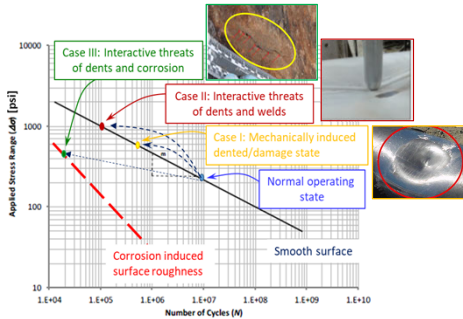 Case III: Interactive threats
of dents and corrosion
Case II: Interactive threats
of dents and welds
Case I: Mechanically induced
dented/damage state
Normal operating
state
Smooth surface
Corrosion induced
surface roughness
Applied Stress Range (Δσ) [psi]
10000
1000
100
10
1.E+04
1.E+05
1.E+06
1.E+07
1.E+08
1.E+09
1.E+10
Number of Cycles (N)